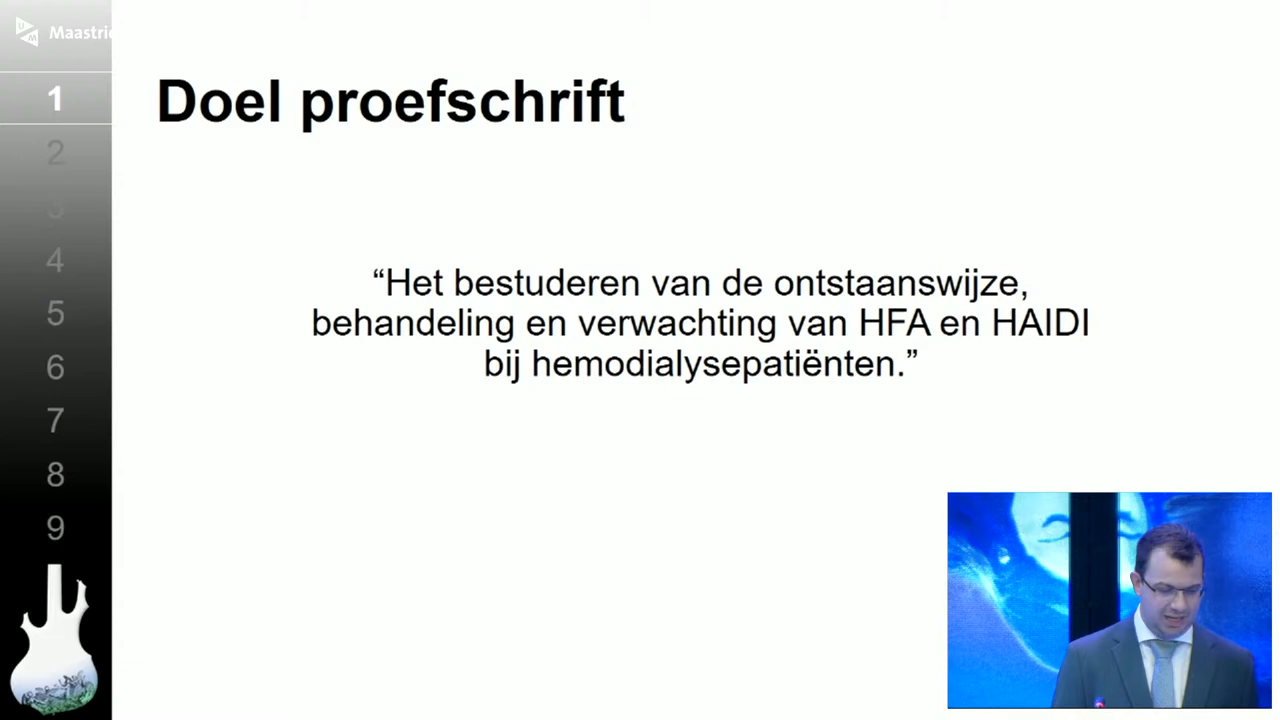 Doel proefschrift
1
2
4
5
6
7
8
9
“Het bestuderen van de ontstaanswijze,
behandeling en verwachting van HFA en HAIDI
bij hemodialysepatiënten.”